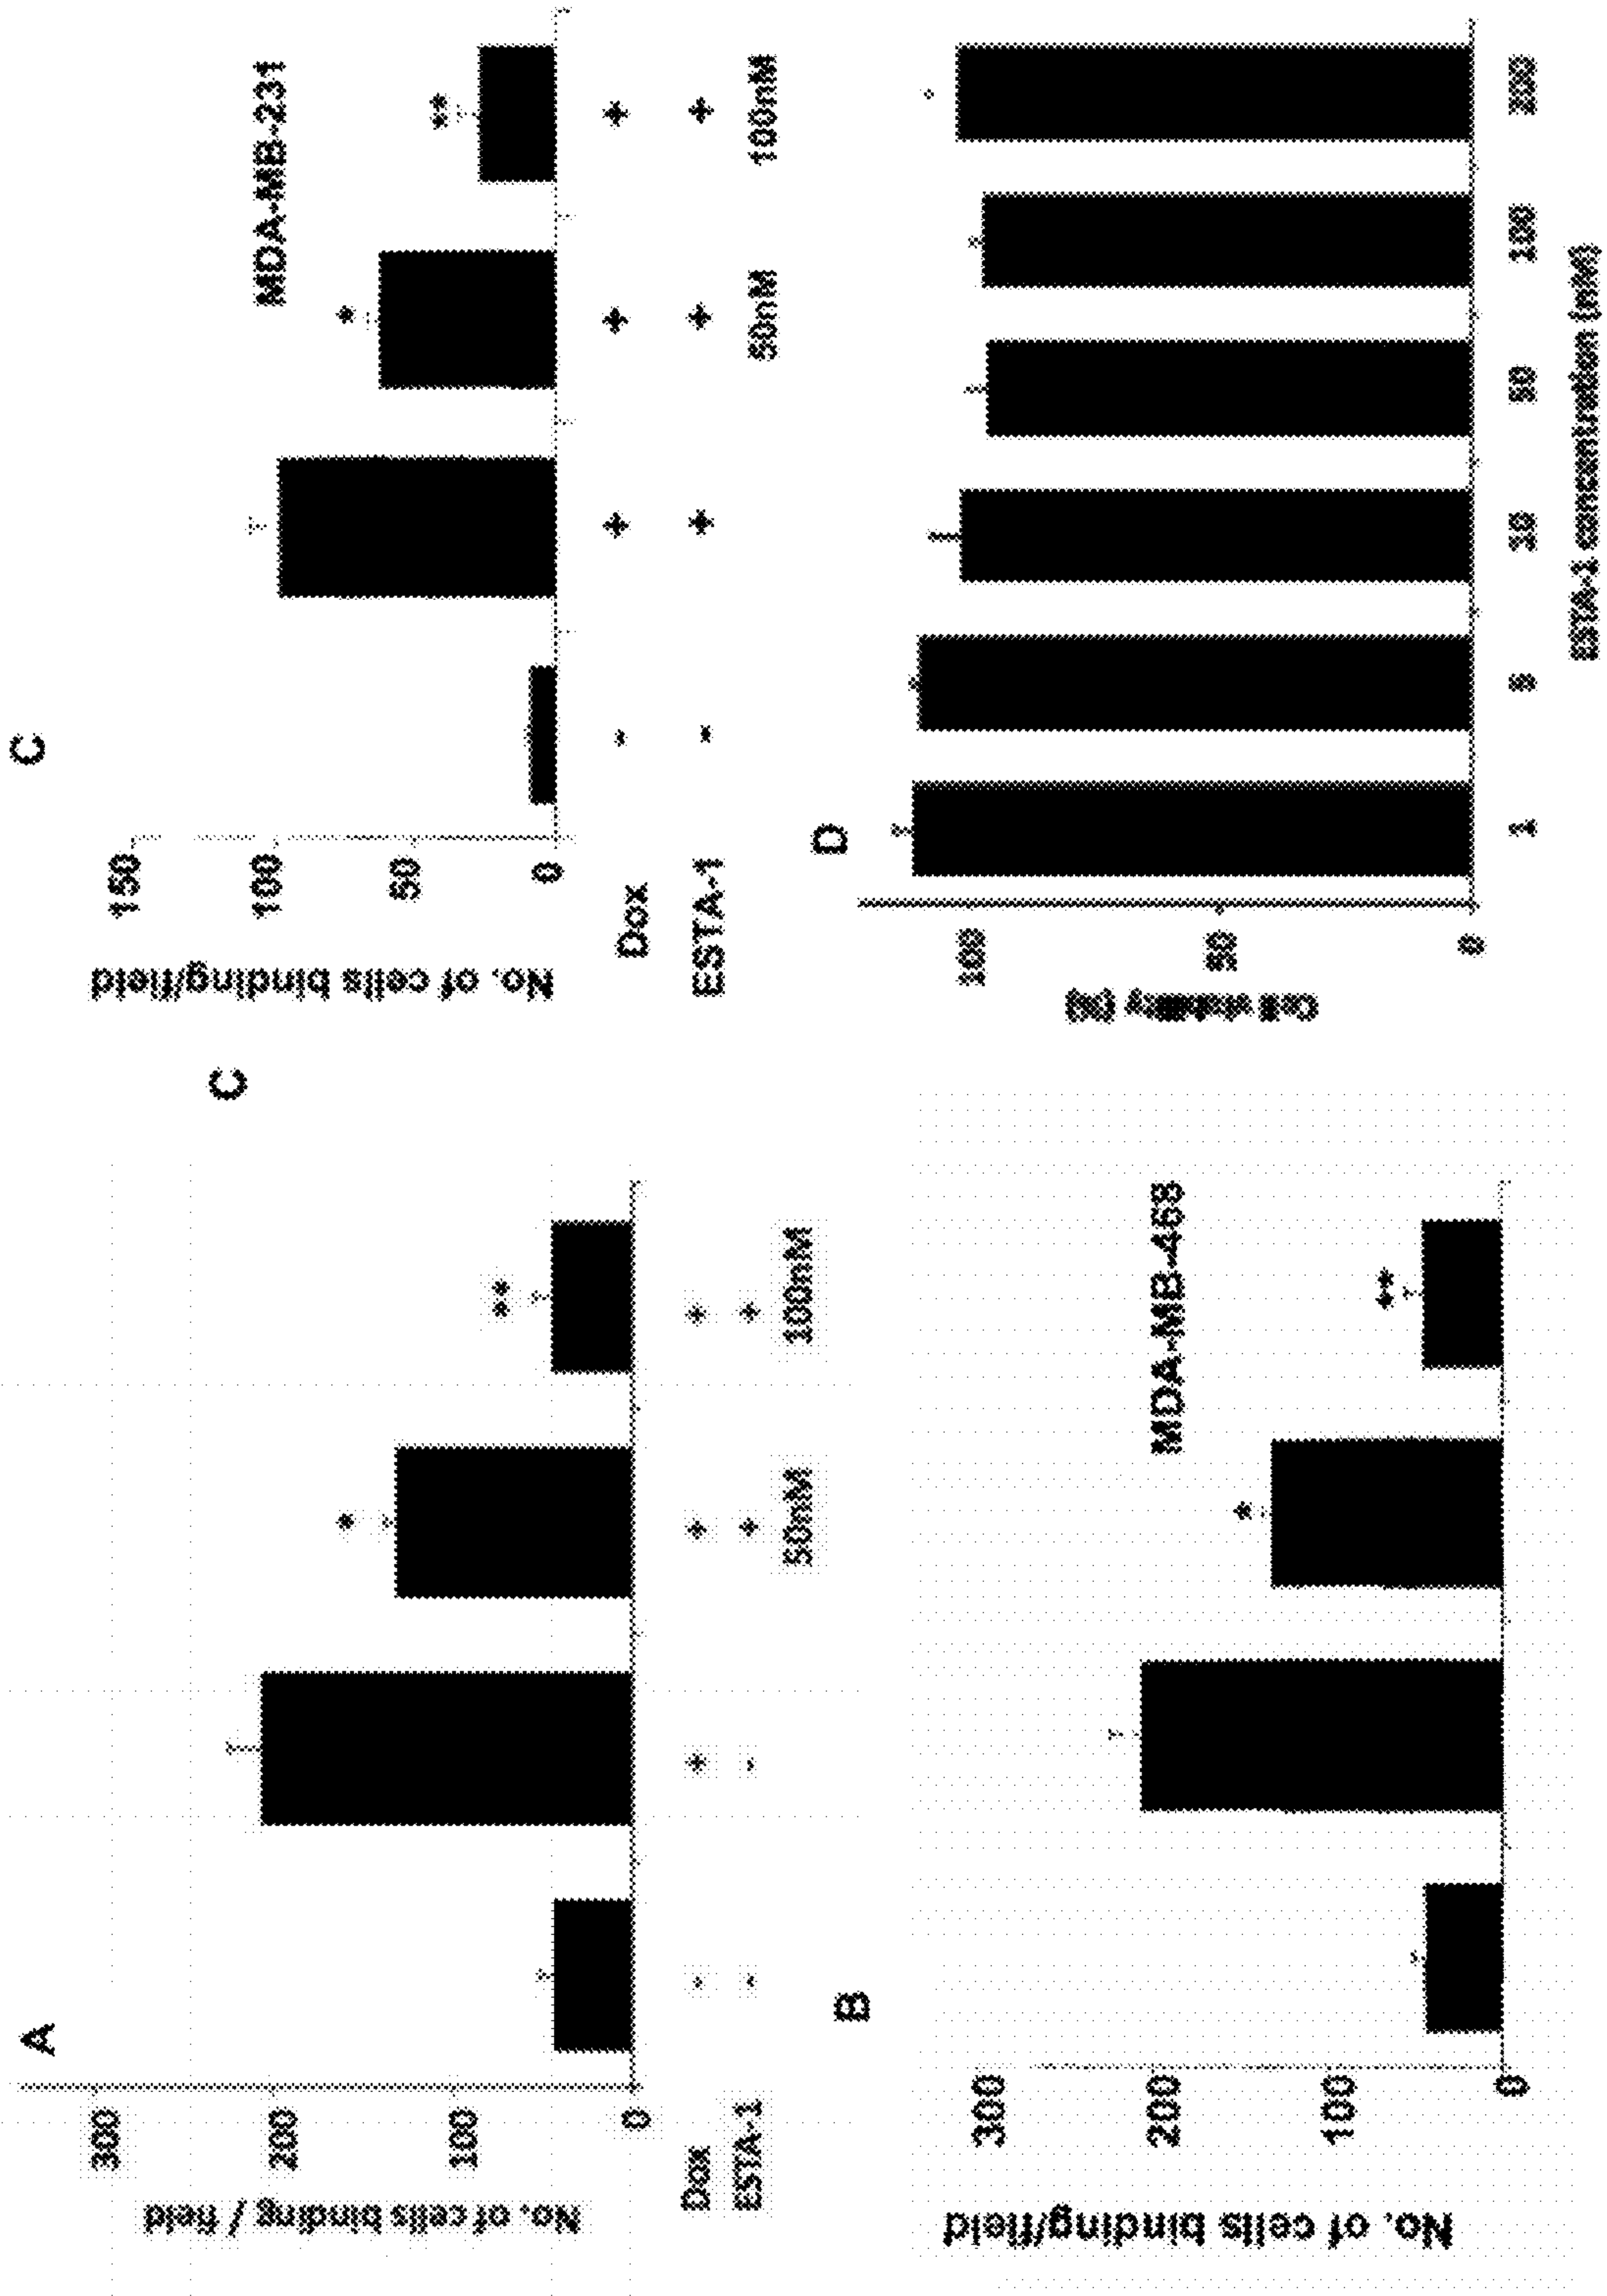 A
No. of cells binding / field
300
200
100
0
Dox - + + +
ESTA-1 - - + +
50nM 100nM
C
B
MDA-MB-468
No. of cells binding/field
300
200
100
0
**
*
*
**
C
MDA-MB-231
No. of cells binding/field
150
100
50
0
*
**
Dox - + + +
ESTA-1 - + + +
50nM 100nM
D
Cell viability (%)
100
50
0
1 5 10 50 100 200
ESTA-1 concentration (nM)